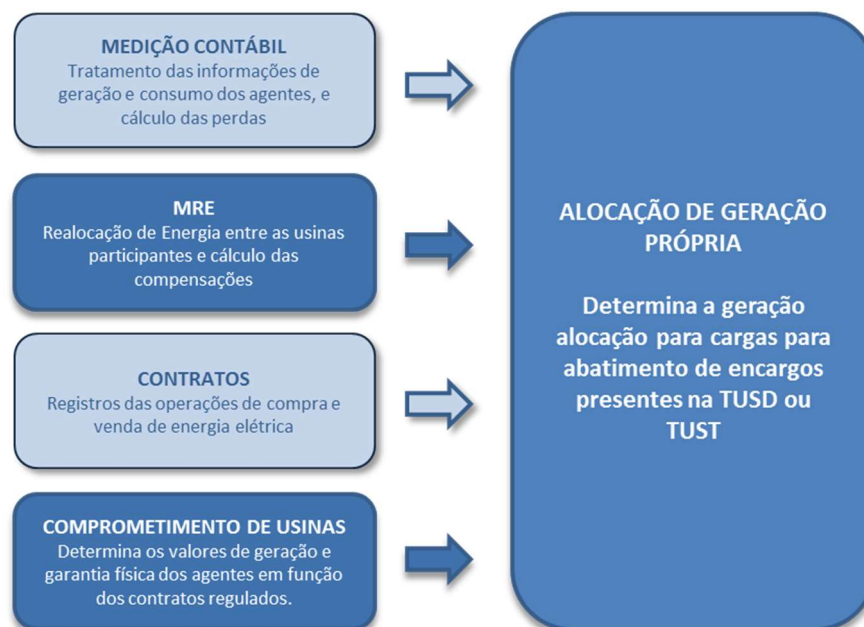 MEDIÇÃO CONTÁBIL
Tratamento das informações de
geração e consumo dos agentes, e
cálculo das perdas
MRE
Realocação de Energia entre as usinas
participantes e cálculo das
compensações
CONTRATOS
Registros das operações de compra e
venda de energia elétrica
COMPROMETIMENTO DE USINAS
Determina os valores de geração e
garantia física dos agentes em função
dos contratos regulados.
ALOCAÇÃO DE GERAÇÃO
PRÓPRIA
Determina a geração
alocação para cargas para
abatimento de encargos
presentes na TUSD ou
TUST